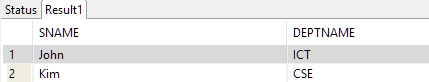 Status Result1
SNAME DEPTNAME
1 John ICT
2 Kim CSE